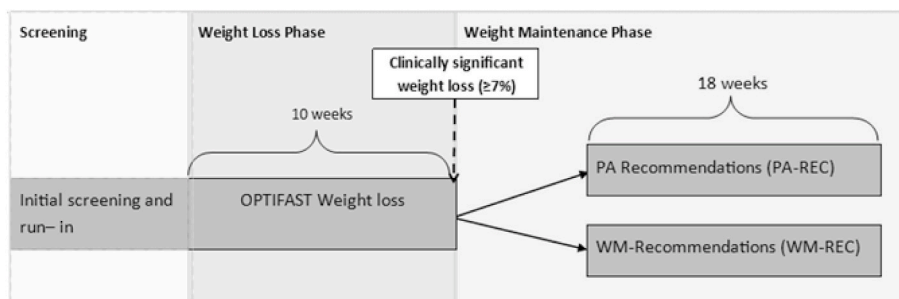 Screening
Weight Loss Phase
Weight Maintenance Phase
Clinically significant
weight loss (≥7%)
10 weeks
18 weeks
Initial screening and
run– in
OPTIFAST Weight loss
PA Recommendations (PA-REC)
WM-Recommendations (WM-REC)